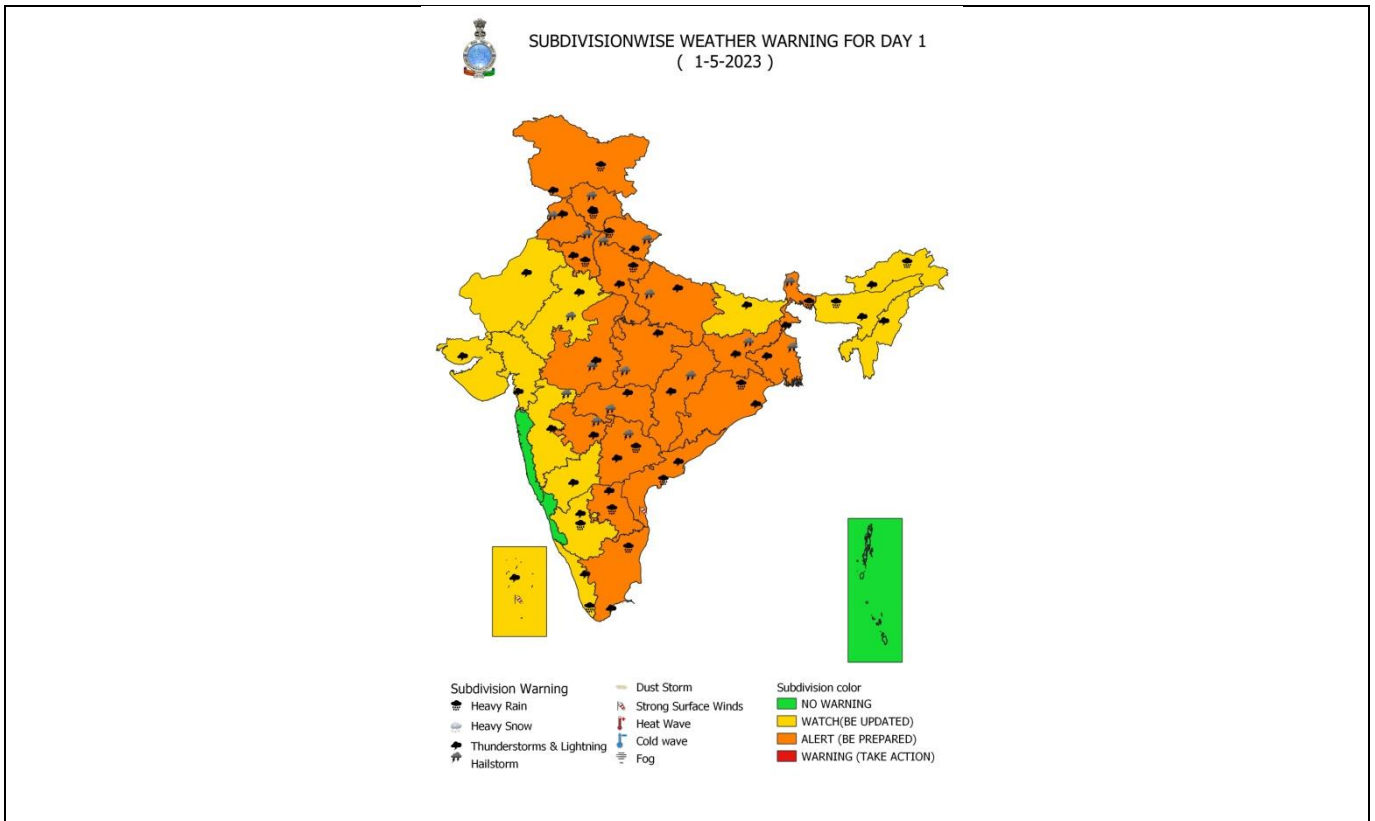 SUBDIVISIONWISE WEATHER WARNING FOR DAY 1
( 1-5-2023 )
Subdivision Warning
Heavy Rain
Heavy Snow
Thunderstorms & Lightning
Hailstorm
Dust Storm
Strong Surface Winds
Heat Wave
Cold wave
Fog
Subdivision color
NO WARNING
WATCH(BE UPDATED)
ALERT (BE PREPARED)
WARNING (TAKE ACTION)